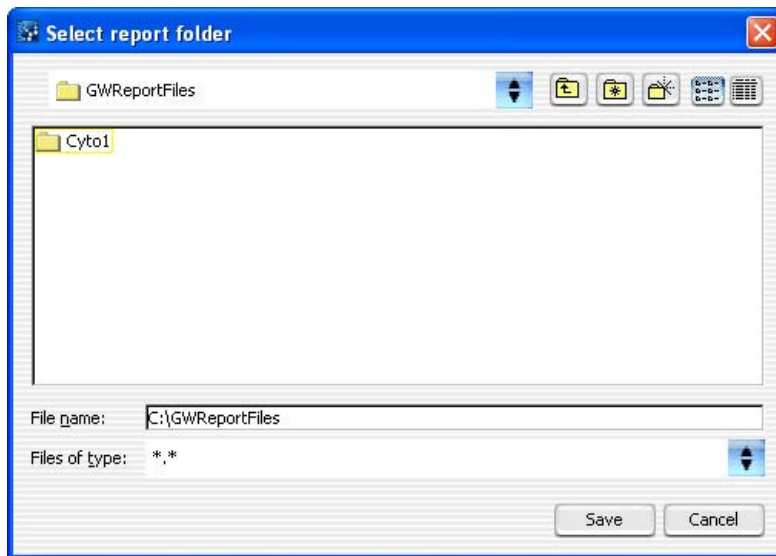 Select report folder
GWReportFiles
Cyto1
File name: C:\GWReportFiles
Files of type: *.*
Save Cancel